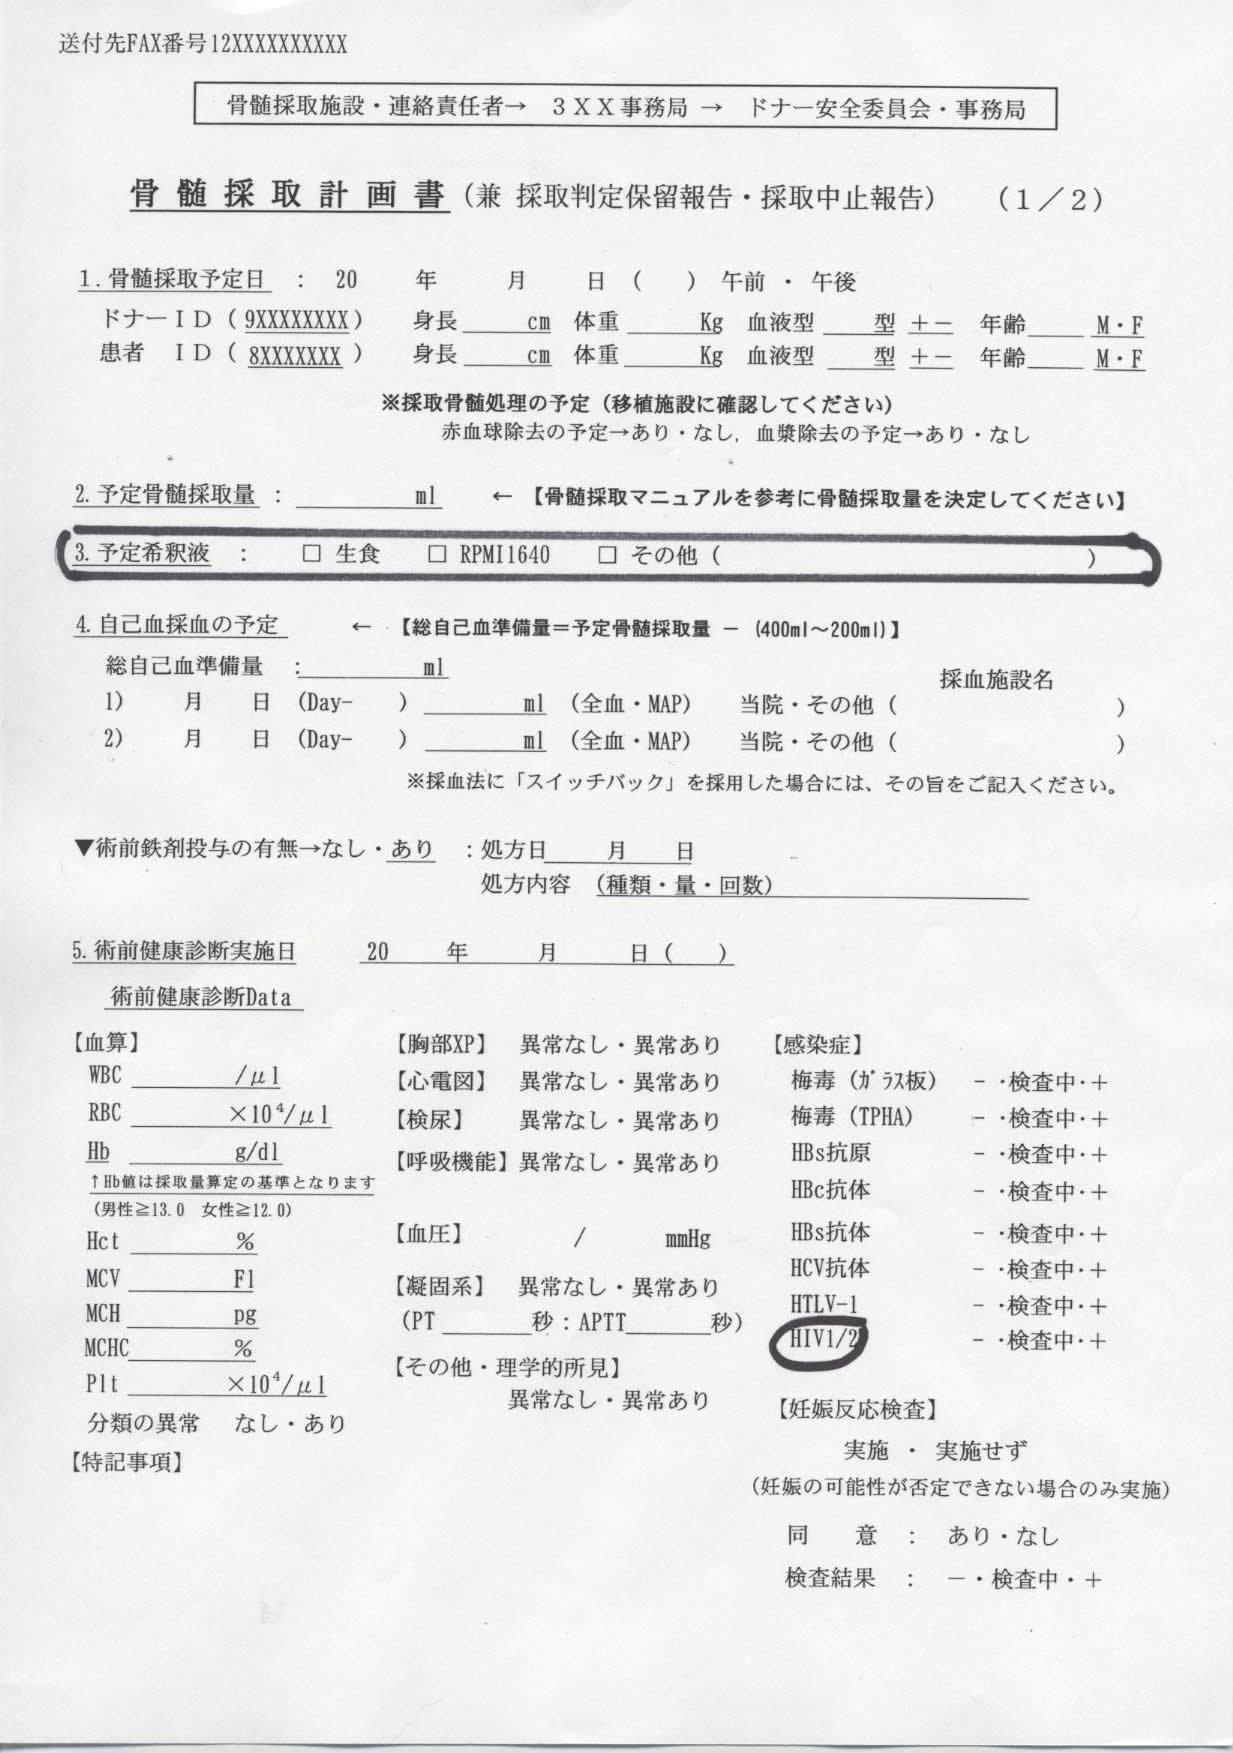 送付先FAX番号12XXXXXXXXXX
骨髄採取施設・連絡責任者→ 3XX事務局 → ドナー安全委員会・事務局
骨髄採取計画書(兼 採取判定保留報告・採取中止報告) (1/2)
1.骨髄採取予定日 : 20 年 月 日 ( ) 午前 ・ 午後
ドナーID ( 9XXXXXXXX ) 身長 cm 体重 Kg 血液型 型 +- 年齢 M・F
患者 ID ( 8XXXXXXX ) 身長 cm 体重 Kg 血液型 型 +- 年齢 M・F
※採取骨髄処理の予定(移植施設に確認してください)
赤血球除去の予定→あり・なし, 血漿除去の予定→あり・なし
2.予定骨髄採取量 : ml ← 【骨髄採取マニュアルを参考に骨髄採取量を決定してください】
3.予定希釈液 : □ 生食 □ RPMI1640 □ その他 ( )
4.自己血採血の予定 ← 【総自己血準備量=予定骨髄採取量 - (400ml~200ml)】
総自己血準備量 : ml 採血施設名
1) 月 日 (Day- ) ml (全血・MAP) 当院・その他 ( )
2) 月 日 (Day- ) ml (全血・MAP) 当院・その他 ( )
※採血法に「スイッチバック」を採用した場合には、その旨をご記入ください。
▼術前鉄剤投与の有無→なし・あり :処方日 月 日
処方内容 (種類・量・回数)
5.術前健康診断実施日 20 年 月 日 ( )
術前健康診断Data
【血算】 【胸部XP】 異常なし・異常あり 【感染症】
WBC /μl 【心電図】 異常なし・異常あり 梅毒 (ガラス板) - ・検査中・+
RBC ×10⁴/μl 【検尿】 異常なし・異常あり 梅毒 (TPHA) - ・検査中・+
Hb g/dl 【呼吸機能】異常なし・異常あり HBs抗原 - ・検査中・+
↑Hb値は採取量算定の基準となります HBc抗体 - ・検査中・+
(男性≧13.0 女性≧12.0)
Hct % 【血圧】 / mmHg HBs抗体 - ・検査中・+
MCV Fl 【凝固系】 異常なし・異常あり HCV抗体 - ・検査中・+
MCH pg (PT 秒:APTT 秒) HTLV-1 - ・検査中・+
MCHC % 【その他・理学的所見】 HIV1/2 - ・検査中・+
Plt ×10⁴/μl 異常なし・異常あり 【妊娠反応検査】
分類の異常 なし・あり 実施 ・ 実施せず
【特記事項】
(妊娠の可能性が否定できない場合のみ実施)
同 意 : あり・なし
検査結果 : -・検査中・+